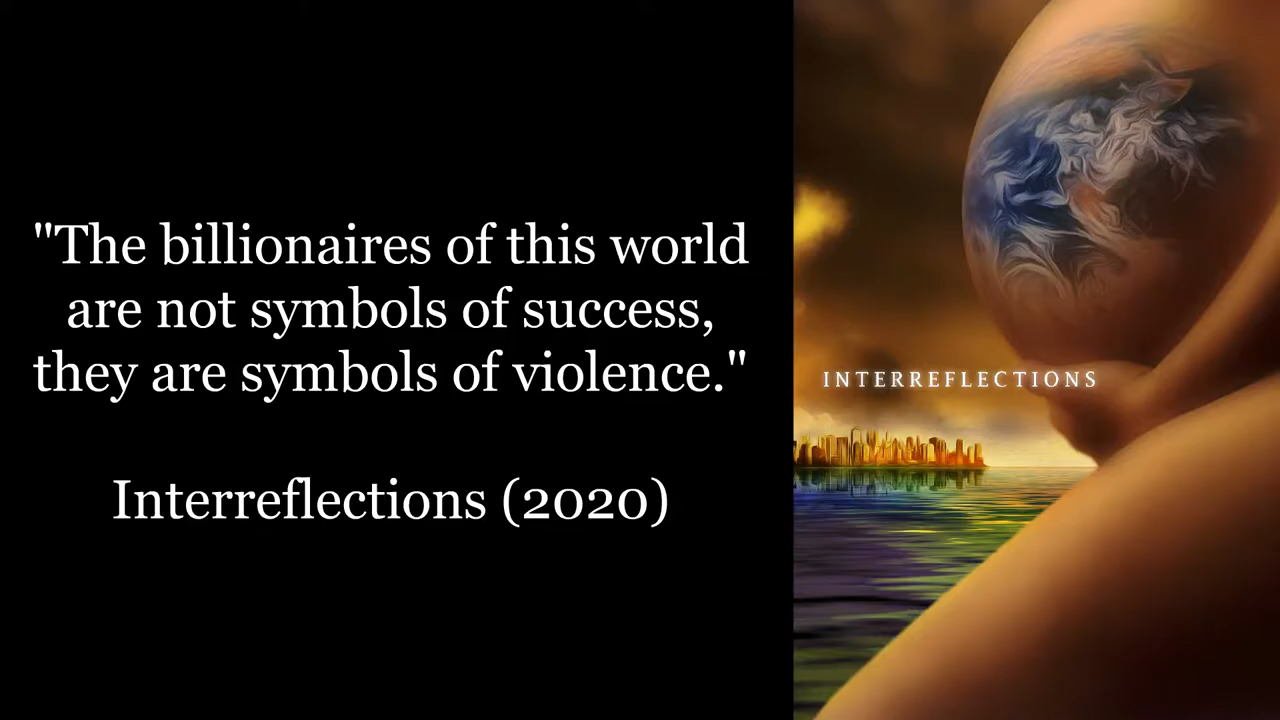 "The billionaires of this world
are not symbols of success,
they are symbols of violence."
Interreflections (2020)
INTERREFLECTIONS